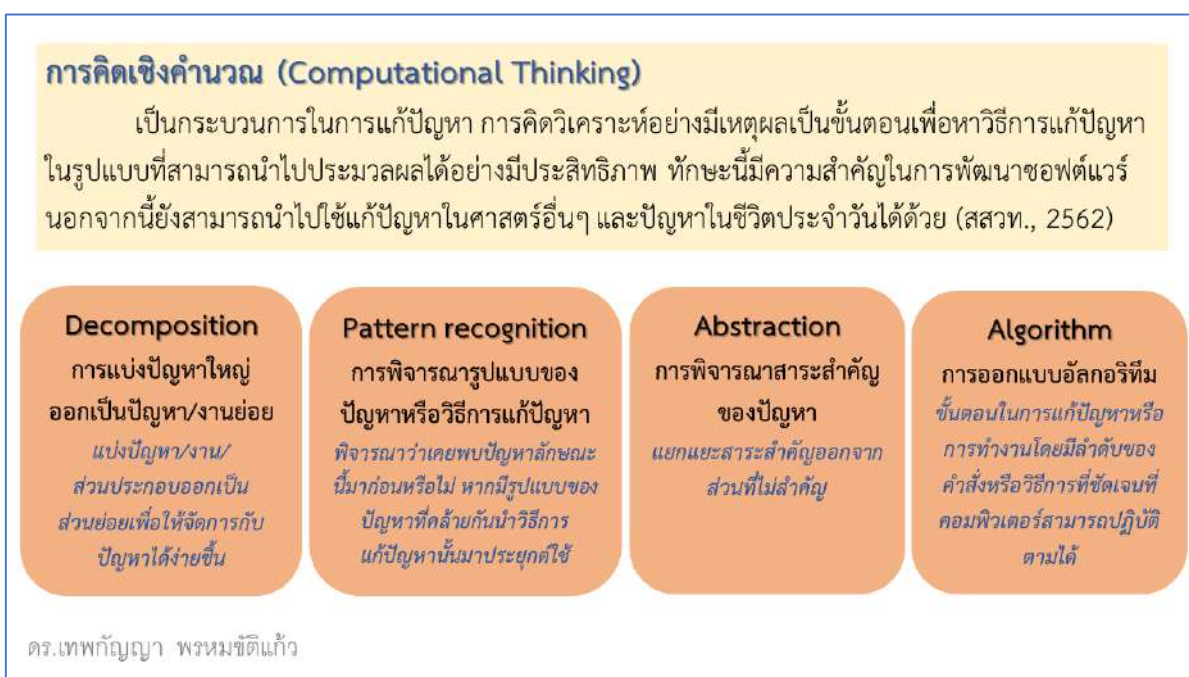 การคิดเชิงคำนวณ (Computational Thinking)
เป็นกระบวนการในการแก้ปัญหา การคิดวิเคราะห์อย่างมีเหตุผลเป็นขั้นตอนเพื่อหาวิธีการแก้ปัญหา
ในรูปแบบที่สามารถนำไปประมวลผลได้อย่างมีประสิทธิภาพ ทักษะนี้มีความสำคัญในการพัฒนาซอฟต์แวร์
นอกจากนี้ยังสามารถนำไปใช้แก้ปัญหาในศาสตร์อื่นๆ และปัญหาในชีวิตประจำวันได้ด้วย (สสวท., 2562)
Decomposition
การแบ่งปัญหาใหญ่
ออกเป็นปัญหา/งานย่อย
แบ่งปัญหา/งาน/
ส่วนประกอบออกเป็น
ส่วนย่อยเพื่อให้จัดการกับ
ปัญหาได้ง่ายขึ้น
Pattern recognition
การพิจารณารูปแบบของ
ปัญหาหรือวิธีการแก้ปัญหา
พิจารณาว่าเคยพบปัญหาลักษณะ
นี้มาก่อนหรือไม่ หากมีรูปแบบของ
ปัญหาที่คล้ายกันนำวิธีการ
แก้ปัญหานั้นมาประยุกต์ใช้
Abstraction
การพิจารณาสาระสำคัญ
ของปัญหา
แยกแยะสาระสำคัญออกจาก
ส่วนที่ไม่สำคัญ
Algorithm
การออกแบบอัลกอริทึม
ขั้นตอนในการแก้ปัญหาหรือ
การทำงานโดยมีลำดับของ
คำสั่งหรือวิธีการที่ชัดเจนที่
คอมพิวเตอร์สามารถปฏิบัติ
ตามได้
ดร.เทพกัญญา พรหมขัติแก้ว